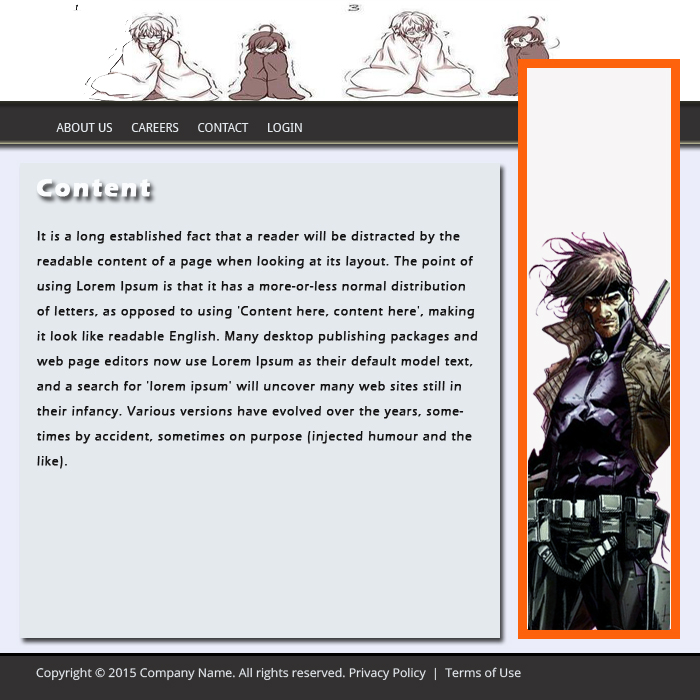 ABOUT US CAREERS CONTACT LOGIN
Content
It is a long established fact that a reader will be distracted by the
readable content of a page when looking at its layout. The point of
using Lorem Ipsum is that it has a more-or-less normal distribution
of letters, as opposed to using 'Content here, content here', making
it look like readable English. Many desktop publishing packages and
web page editors now use Lorem Ipsum as their default model text,
and a search for 'lorem ipsum' will uncover many web sites still in
their infancy. Various versions have evolved over the years, some-
times by accident, sometimes on purpose (injected humour and the
like).
Copyright © 2015 Company Name. All rights reserved. Privacy Policy | Terms of Use